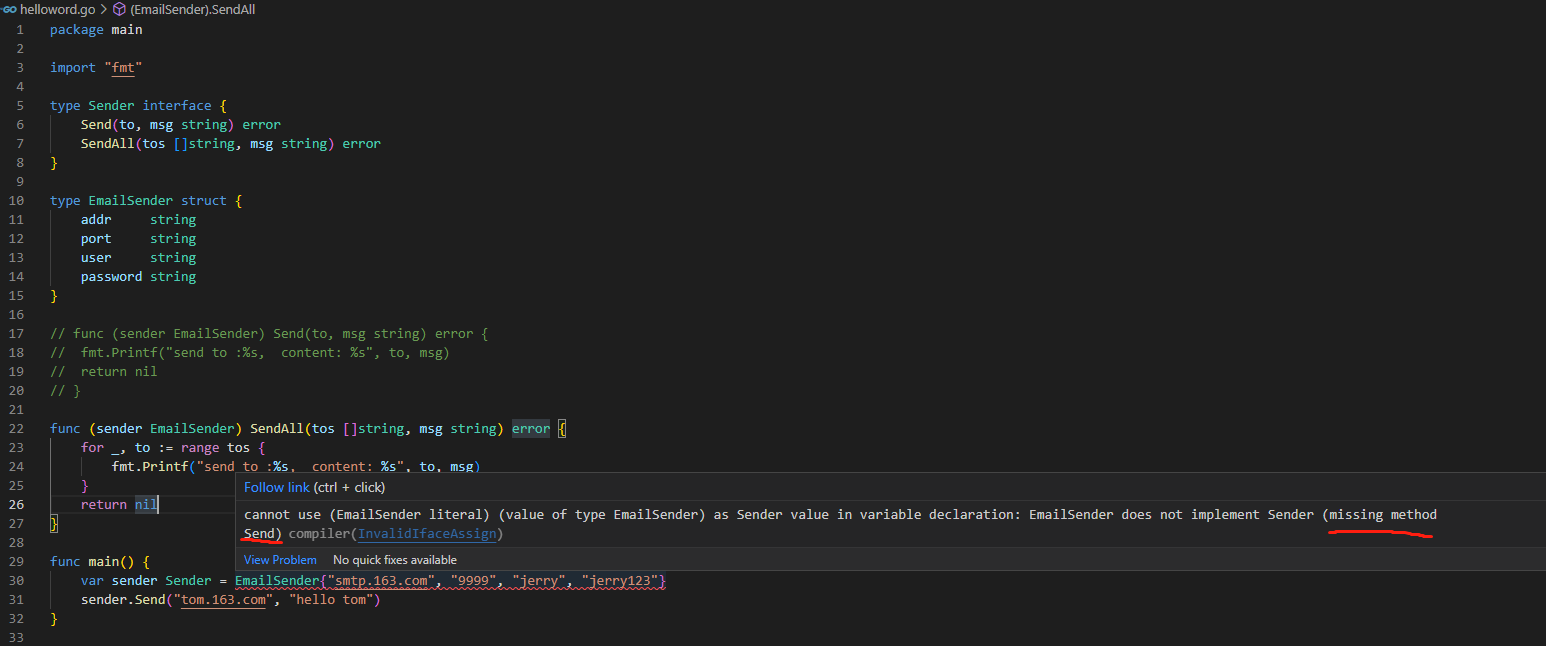 GO helloword.go > (EmailSender).SendAll
1 package main
2
3 import "fmt"
4
5 type Sender interface {
6     Send(to, msg string) error
7     SendAll(tos []string, msg string) error
8 }
9
10 type EmailSender struct {
11     addr     string
12     port     string
13     user     string
14     password string
15 }
16
17 // func (sender EmailSender) Send(to, msg string) error {
18 //  fmt.Printf("send to :%s,  content: %s", to, msg)
19 //  return nil
20 // }
21
22 func (sender EmailSender) SendAll(tos []string, msg string) error {
23     for _, to := range tos {
24         fmt.Printf("send to :%s,  content: %s", to, msg)
25     }
Follow link (ctrl + click)
26     return nil
cannot use (EmailSender literal) (value of type EmailSender) as Sender value in variable declaration: EmailSender does not implement Sender (missing method
27 }
Send) compiler(InvalidIfaceAssign)
28
View Problem No quick fixes available
29 func main() {
30     var sender Sender = EmailSender{"smtp.163.com", "9999", "jerry", "jerry123"}
31     sender.Send("tom.163.com", "hello tom")
32 }
33